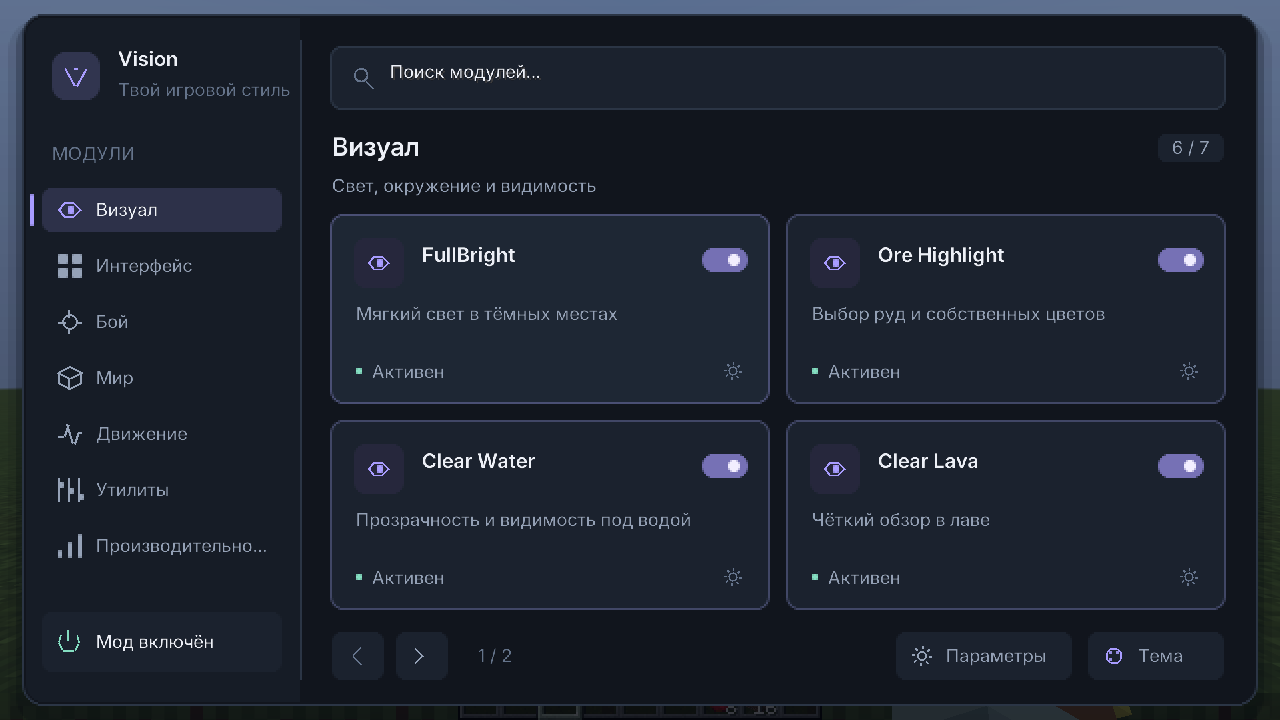 Vision
Твой игровой стиль
МОДУЛИ
Визуал
Интерфейс
Бой
Мир
Движение
Утилиты
Производительно...
Мод включён
Поиск модулей...
Визуал
6 / 7
Свет, окружение и видимость
FullBright
Мягкий свет в тёмных местах
Активен
Ore Highlight
Выбор руд и собственных цветов
Активен
Clear Water
Прозрачность и видимость под водой
Активен
Clear Lava
Чёткий обзор в лаве
Активен
1 / 2
Параметры
Тема